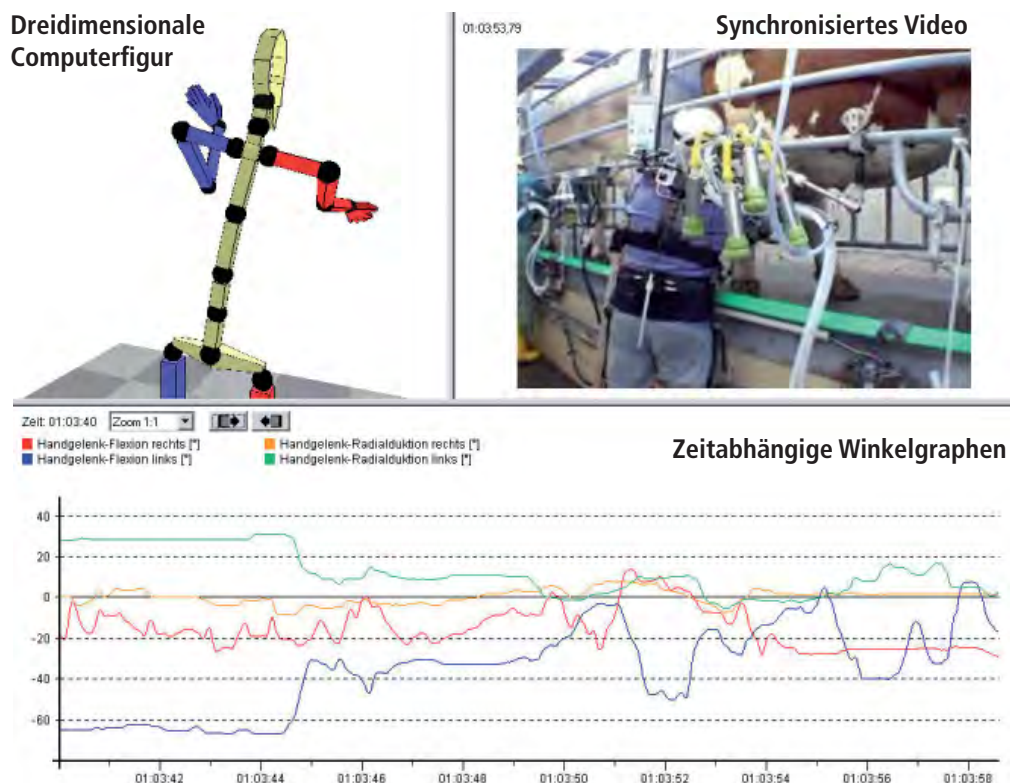 Dreidimensionale
Computerfigur
01:03:53,79
Synchronisiertes Video
Zeit: 01:03:40 Zoom 1:1
Handgelenk-Flexion rechts [°]
Handgelenk-Radialduktion rechts [°]
Handgelenk-Flexion links [°]
Handgelenk-Radialduktion links [°]
Zeitabhängige Winkelgraphen
40
20
0
-20
-40
-60
01:03:42 01:03:44 01:03:46 01:03:48 01:03:50 01:03:52 01:03:54 01:03:56 01:03:58